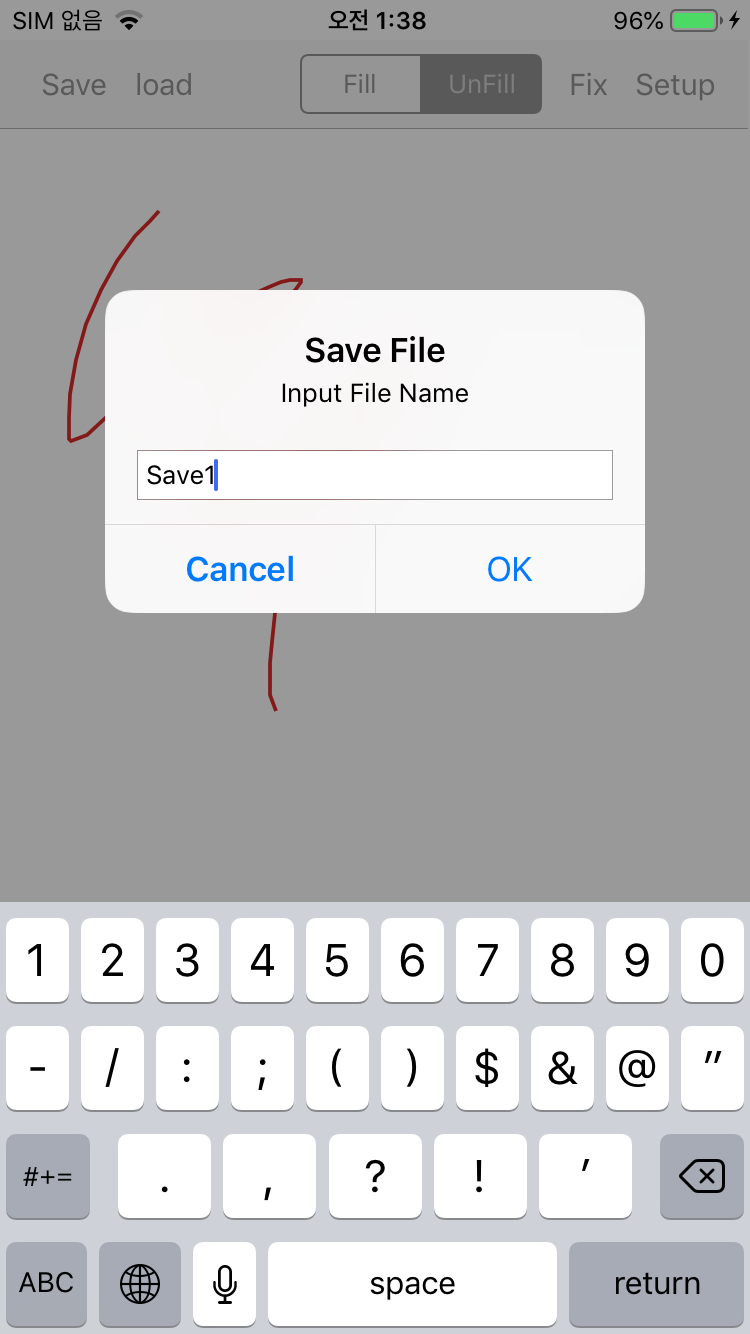 SIM 없음 오전 1:38 96%
Save load Fill UnFill Fix Setup
Save File
Input File Name
Save1
Cancel OK
1 2 3 4 5 6 7 8 9 0
- / : ; ( ) $ & @ "
#+= . , ? ! '
ABC space return